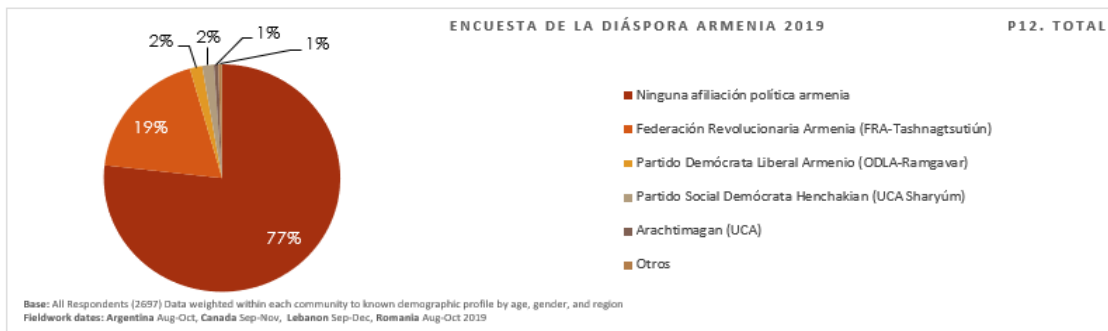 ENCUESTA DE LA DIÁSPORA ARMENIA 2019
P12. TOTAL
2%
2%
1%
1%
19%
77%
Ninguna afiliación política armenia
Federación Revolucionaria Armenia (FRA-Tashnagtsutiún)
Partido Demócrata Liberal Armenio (ODLA-Ramgavar)
Partido Social Demócrata Henchakian (UCA Sharyúm)
Arachtimagan (UCA)
Otros
Base: All Respondents (2697) Data weighted within each community to known demographic profile by age, gender, and region
Fieldwork dates: Argentina Aug-Oct, Canada Sep-Nov, Lebanon Sep-Dec, Romania Aug-Oct 2019